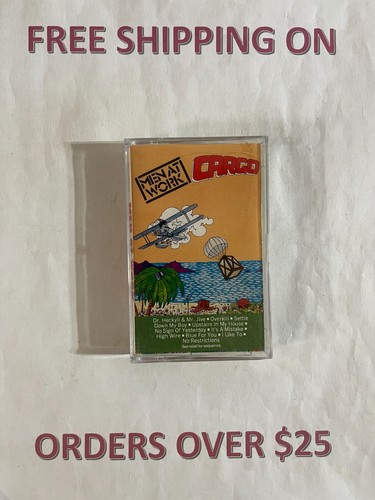 FREE SHIPPING ON
MEN AT
WORK
CARGO
Dr. Heckyll & Mr. Jive • Overkill • Settle
Down My Boy • Upstairs In My House •
No Sign Of Yesterday • It's A Mistake •
High Wire • Blue For You • I Like To •
No Restrictions
ORDERS OVER $25